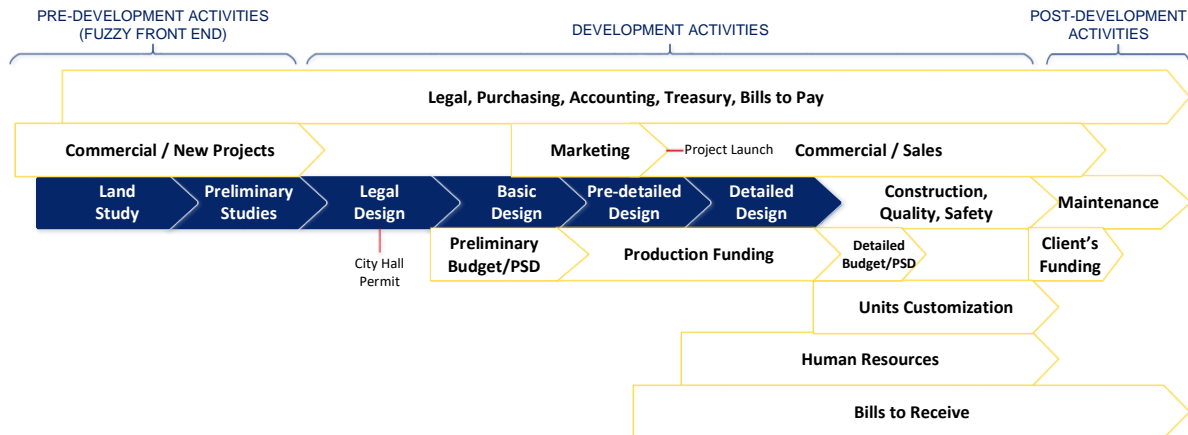 PRE-DEVELOPMENT ACTIVITIES
(FUZZY FRONT END)
DEVELOPMENT ACTIVITIES
POST-DEVELOPMENT
ACTIVITIES
Legal, Purchasing, Accounting, Treasury, Bills to Pay
Commercial / New Projects
Marketing
Project Launch
Commercial / Sales
Land
Study
Preliminary
Studies
Legal
Design
Basic
Design
Pre-detailed
Design
Detailed
Design
Construction,
Quality, Safety
Maintenance
City Hall
Permit
Preliminary
Budget/PSD
Production Funding
Detailed
Budget/PSD
Client’s
Funding
Units Customization
Human Resources
Bills to Receive